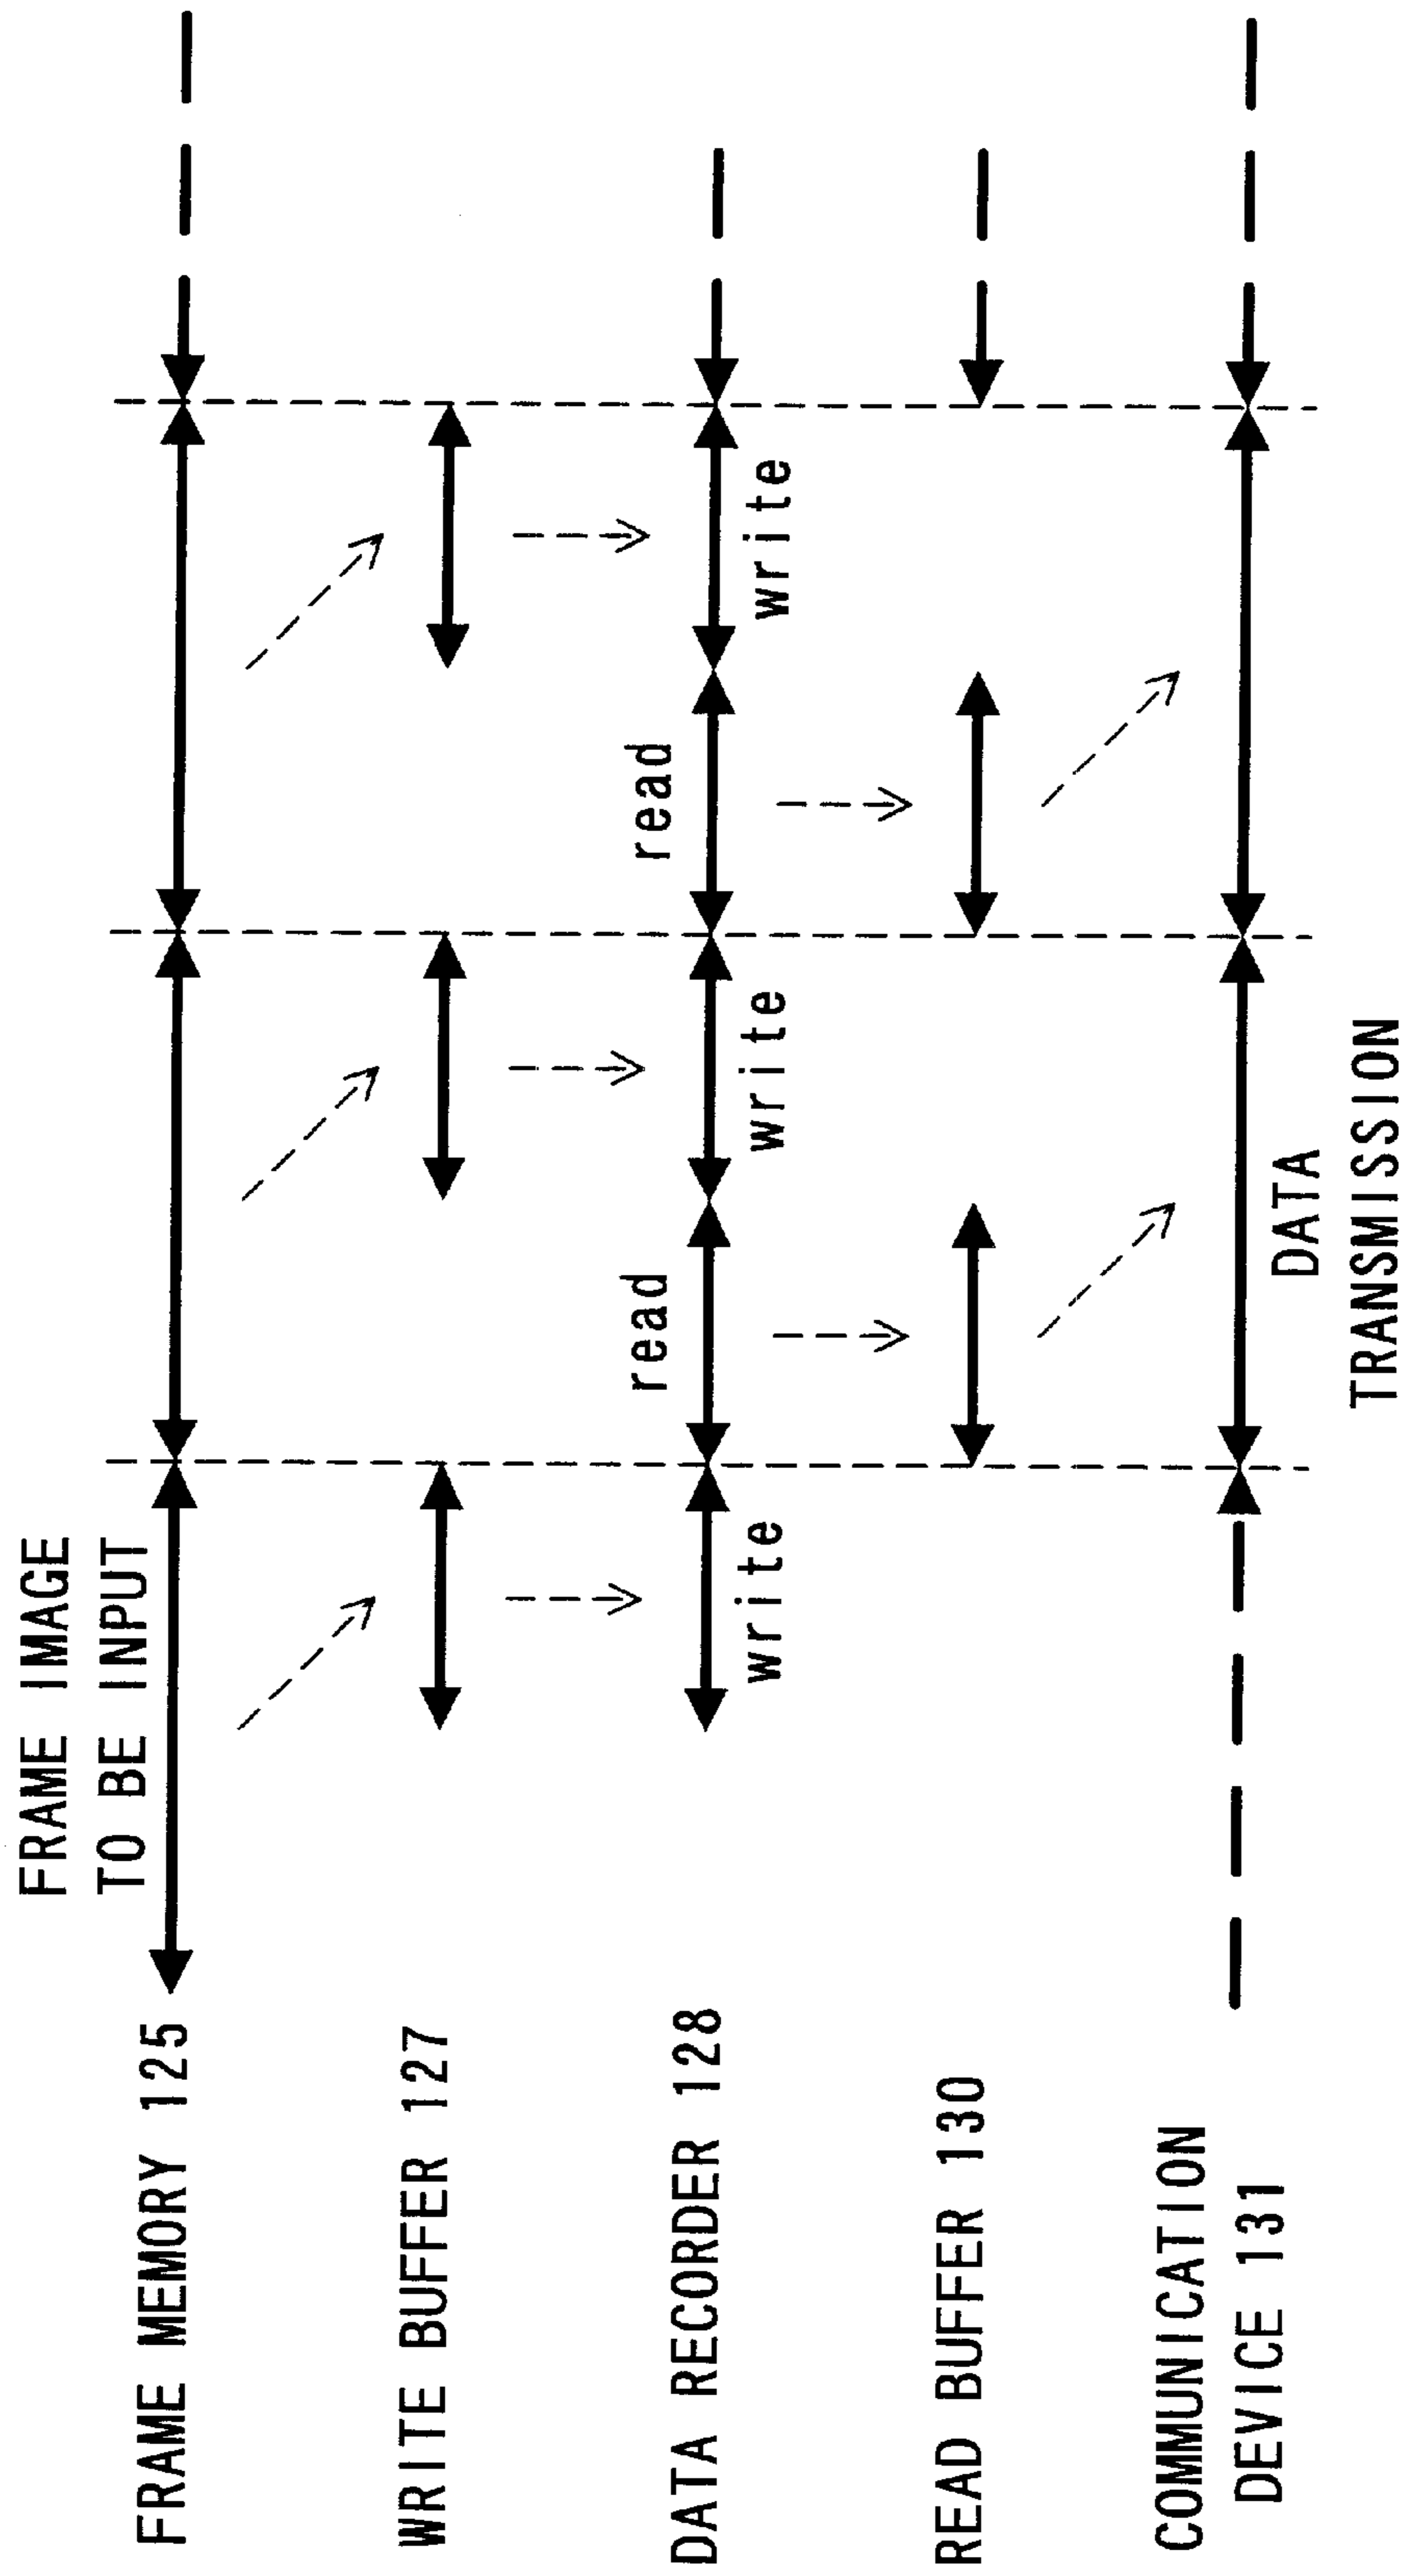 FRAME IMAGE
TO BE INPUT
FRAME MEMORY 125
WRITE BUFFER 127
read
read
DATA RECORDER 128
write
write
write
READ BUFFER 130
COMMUNICATION
DEVICE 131
DATA
TRANSMISSION